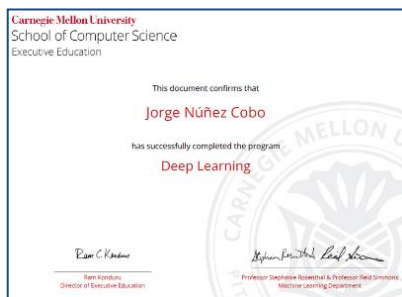 Carnegie Mellon University
School of Computer Science
Executive Education
This document confirms that
Jorge Núñez Cobo
has successfully completed the program
Deep Learning
CARNEGIE MELLON U
Ram Konduru
Director of Executive Education
Professor Stephanie Rosenthal & Professor Reid Simmons
Machine Learning Department